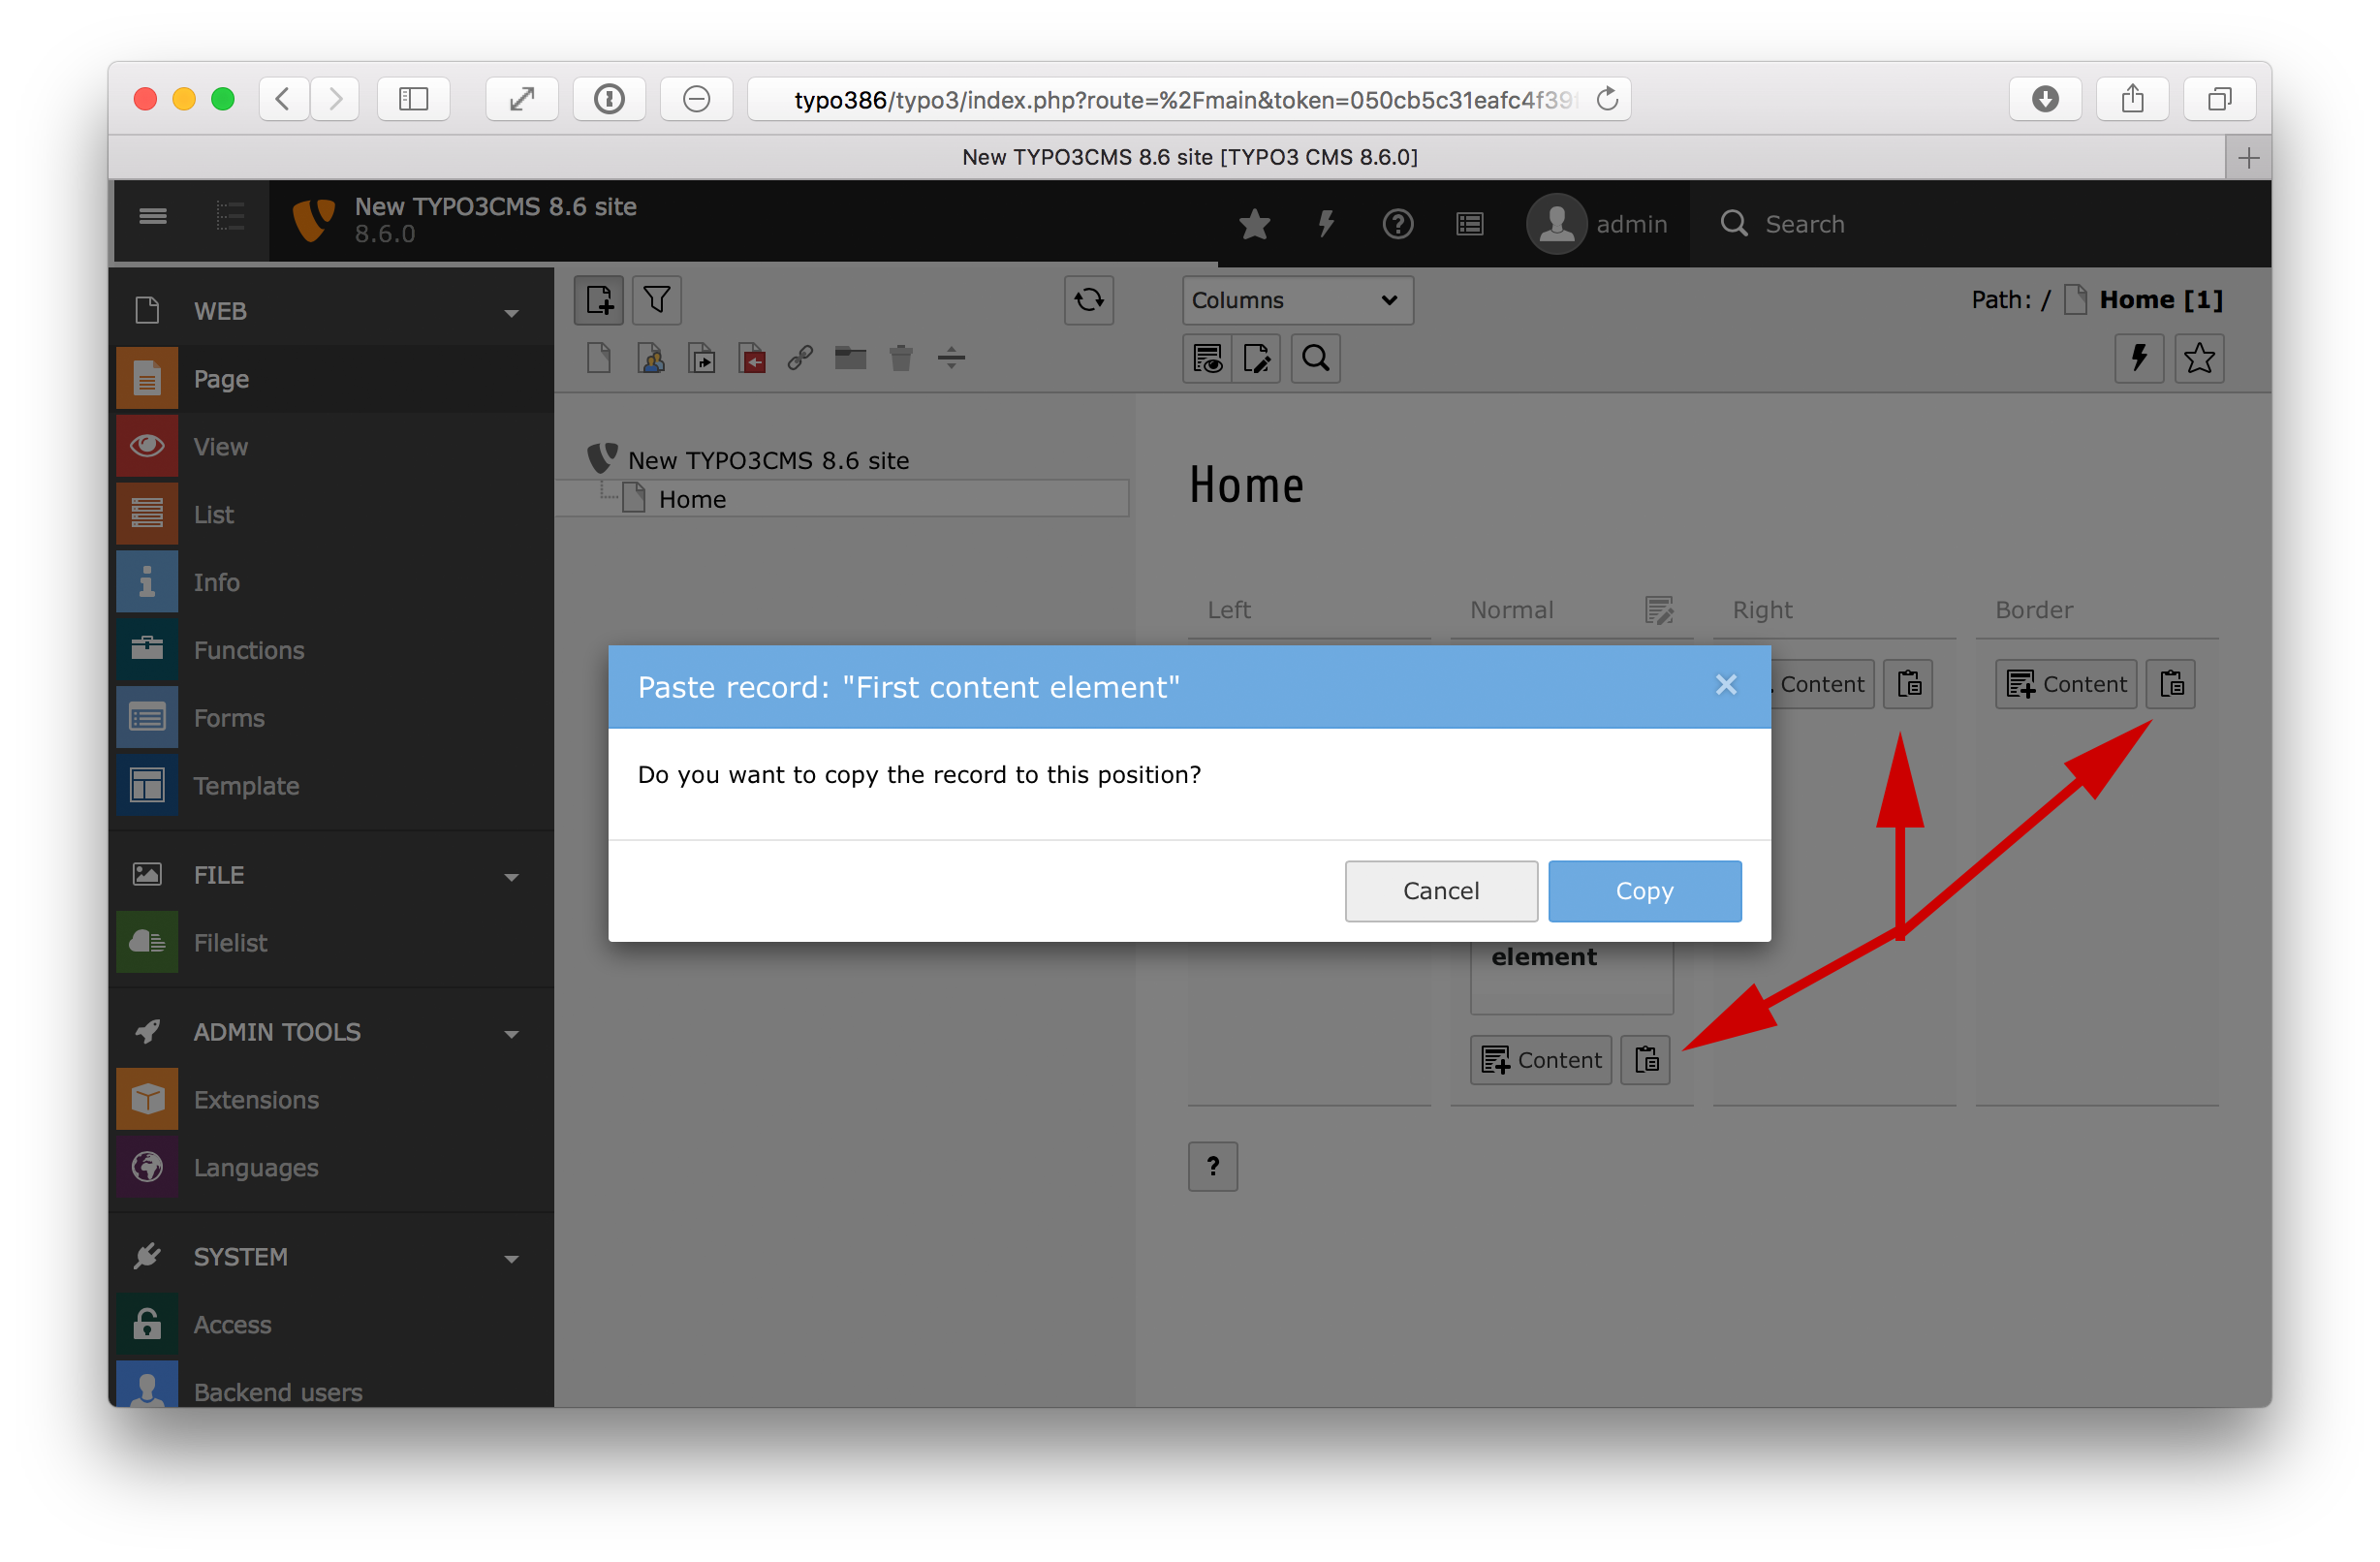 typo386/typo3/index.php?route=%2Fmain&token=050cb5c31eafc4f39
New TYPO3CMS 8.6 site [TYPO3 CMS 8.6.0]
New TYPO3CMS 8.6 site
8.6.0
admin
Search
WEB
Page
View
List
Info
Functions
Forms
Template
FILE
Filelist
ADMIN TOOLS
Extensions
Languages
SYSTEM
Access
Backend users
New TYPO3CMS 8.6 site
Home
Columns
Path: / Home [1]
Home
Left
Normal
Right
Border
Content
Content
Paste record: "First content element"
Do you want to copy the record to this position?
Cancel
Copy
element
Content
?